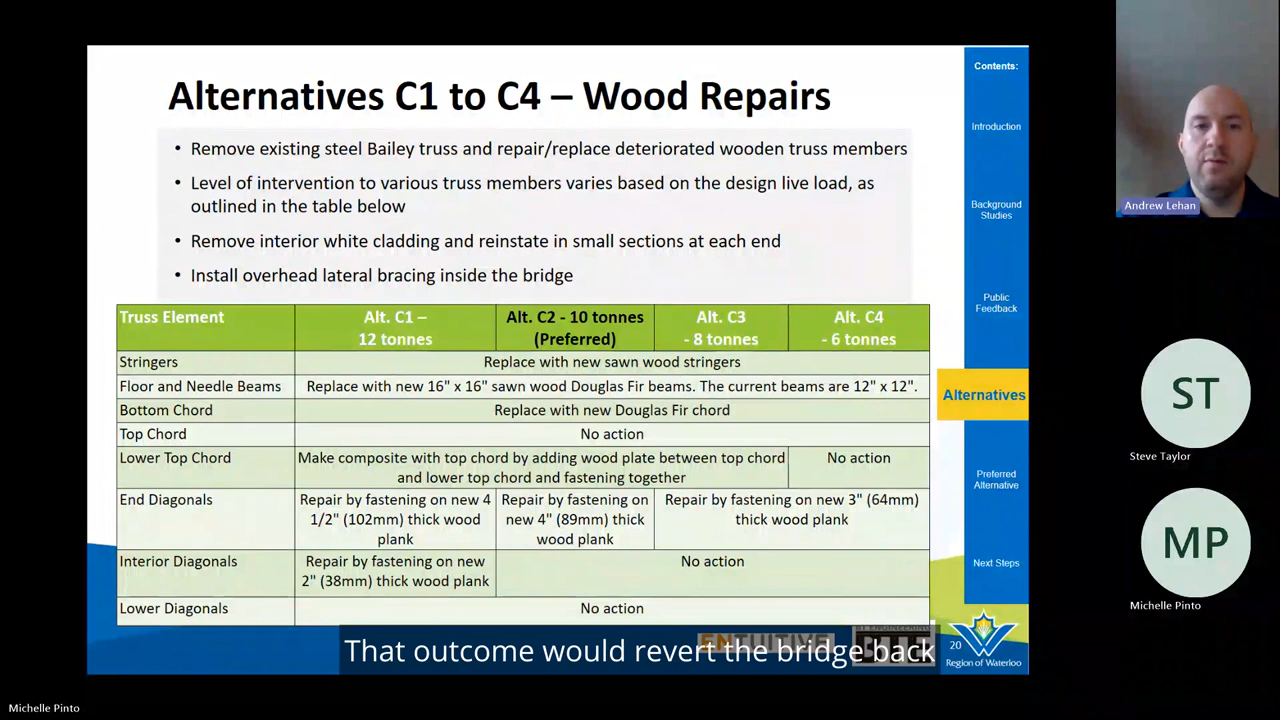 Alternatives C1 to C4 – Wood Repairs
• Remove existing steel Bailey truss and repair/replace deteriorated wooden truss members
• Level of intervention to various truss members varies based on the design live load, as
outlined in the table below
• Remove interior white cladding and reinstate in small sections at each end
• Install overhead lateral bracing inside the bridge
Truss Element
Alt. C1 –
12 tonnes
Alt. C2 - 10 tonnes
(Preferred)
Alt. C3
- 8 tonnes
Alt. C4
- 6 tonnes
Stringers
Replace with new sawn wood stringers
Floor and Needle Beams
Replace with new 16" x 16" sawn wood Douglas Fir beams. The current beams are 12" x 12".
Bottom Chord
Replace with new Douglas Fir chord
Top Chord
No action
Lower Top Chord
Make composite with top chord by adding wood plate between top chord
and lower top chord and fastening together
No action
End Diagonals
Repair by fastening on new 4
1/2" (102mm) thick wood
plank
Repair by fastening on
new 4" (89mm) thick
wood plank
Repair by fastening on new 3" (64mm)
thick wood plank
Interior Diagonals
Repair by fastening on new
2" (38mm) thick wood plank
No action
Lower Diagonals
No action
ENTUITIVE
That outcome would revert the bridge back
20
Region of Waterloo
Contents:
Introduction
Background
Studies
Public
Feedback
Alternatives
Preferred
Alternative
Next Steps
Andrew Lehan
ST
Steve Taylor
MP
Michelle Pinto
Michelle Pinto